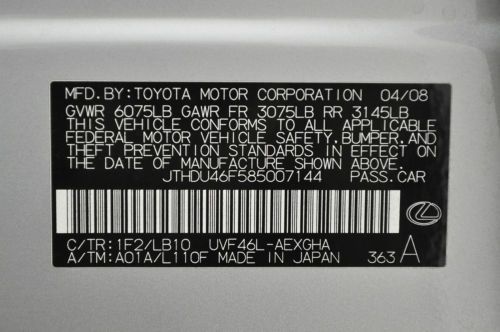 MFD. BY: TOYOTA MOTOR CORPORATION 04/08
GVWR 6075LB GAWR FR 3075LB RR 3145LB
THIS VEHICLE CONFORMS TO ALL APPLICABLE
FEDERAL MOTOR VEHICLE SAFETY, BUMPER, AND
THEFT PREVENTION STANDARDS IN EFFECT ON
THE DATE OF MANUFACTURE SHOWN ABOVE.
JTHDU46F585007144 PASS. CAR
C/TR: 1F2/LB10 UVF46L-AEXGHA
A/TM: A01A/L110F MADE IN JAPAN 363 A